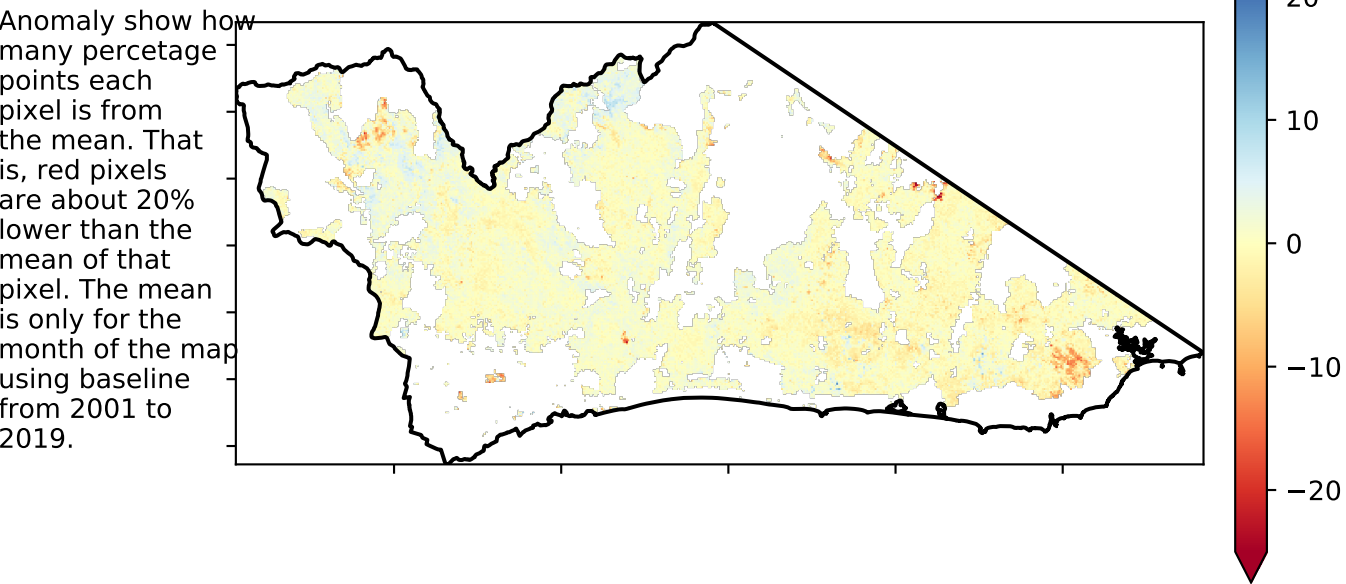 Anomaly show how
many percetage
points each
pixel is from
the mean. That
is, red pixels
are about 20%
lower than the
mean of that
pixel. The mean
is only for the
month of the map
using baseline
from 2001 to
2019.
20
10
0
−10
−20